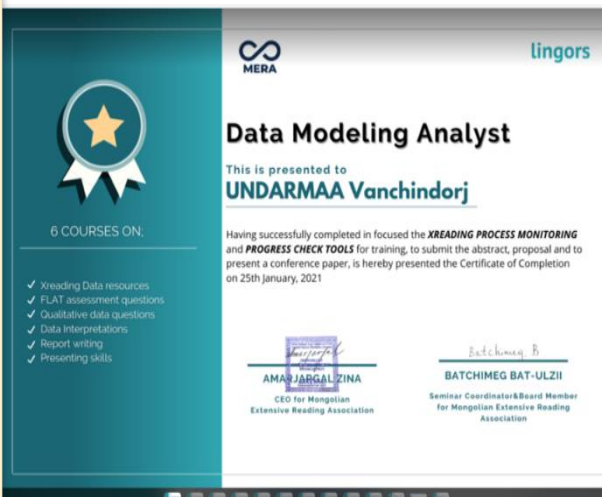 MERA
lingors
Data Modeling Analyst
This is presented to
UNDARMAA Vanchindorj
Having successfully completed in focused the XREADING PROCESS MONITORING
and PROGRESS CHECK TOOLS for training, to submit the abstract, proposal and to
present a conference paper, is hereby presented the Certificate of Completion
on 25th January, 2021
6 COURSES ON;
Xreading Data resources
FLAT assessment questions
Qualitative data questions
Data Interpretations
Report writing
Presenting skills
AMARJARGAL ZINA
CEO for Mongolian
Extensive Reading Association
Batchimeg B
BATCHIMEG BAT-ULZII
Seminar Coordinator&Board Member
for Mongolian Extensive Reading
Association